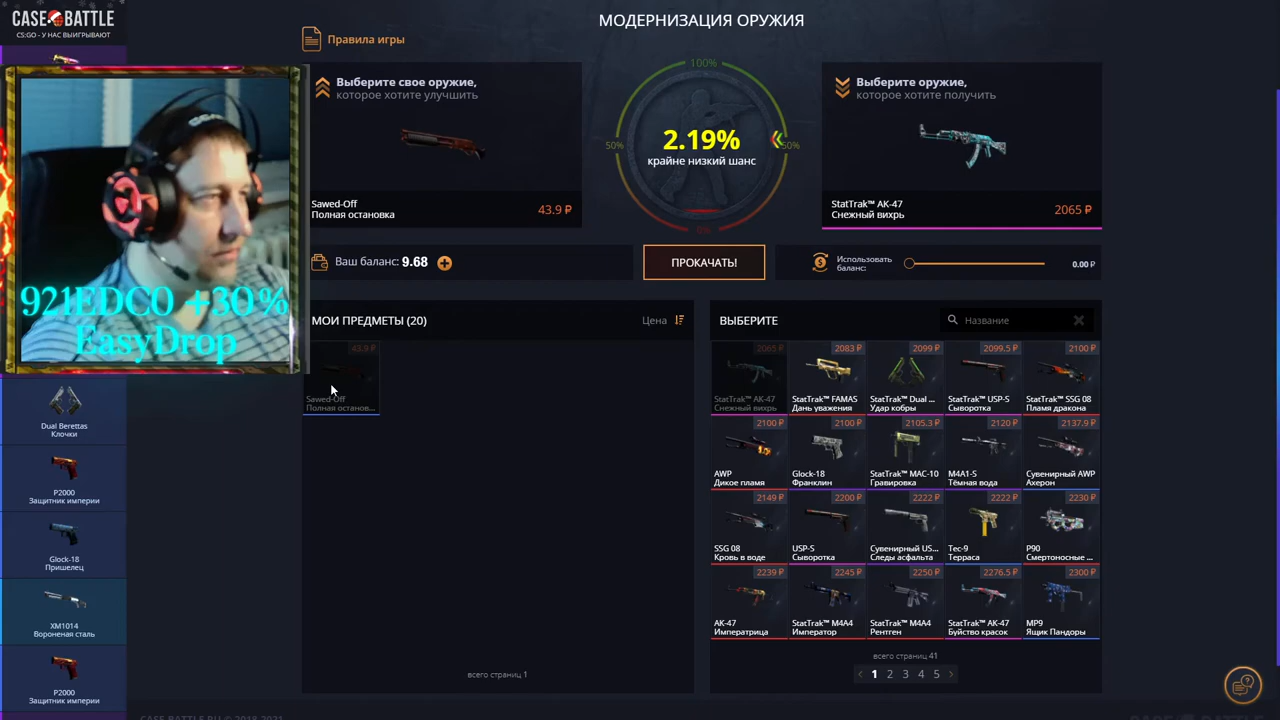 CASE BATTLE
CS:GO - У НАС ВЫИГРЫВАЮТ
МОДЕРНИЗАЦИЯ ОРУЖИЯ
Правила игры
Выберите свое оружие,
которое хотите улучшить
Sawed-Off
Полная остановка
43.9 ₽
100%
50%
2.19%
крайне низкий шанс
50%
0%
Выберите оружие,
которое хотите получить
StatTrak™ AK-47
Снежный вихрь
2065 ₽
Ваш баланс: 9.68
ПРОКАЧАТЬ!
Использовать
баланс:
0.00 ₽
921EDC0 +30%
EasyDrop
МОИ ПРЕДМЕТЫ (20)
Цена
43.9 ₽
Sawed-Off
Полная останов...
всего страниц 1
ВЫБЕРИТЕ
Название
2065 ₽
StatTrak™ AK-47
Снежный вихрь
2083 ₽
StatTrak™ FAMAS
Дань уважения
2099 ₽
StatTrak™ Dual ...
Удар кобры
2099.5 ₽
StatTrak™ USP-S
Сыворотка
2100 ₽
StatTrak™ SSG 08
Пламя дракона
2100 ₽
AWP
Дикое пламя
2100 ₽
Glock-18
Франклин
2105.3 ₽
StatTrak™ MAC-10
Гравировка
2120 ₽
M4A1-S
Тёмная вода
2137.9 ₽
Сувенирный AWP
Ахерон
2149 ₽
SSG 08
Кровь в воде
2200 ₽
USP-S
Сыворотка
2222 ₽
Сувенирный US...
Следы асфальта
2222 ₽
Tec-9
Терраса
2230 ₽
P90
Смертоносные ...
2239 ₽
AK-47
Императрица
2245 ₽
StatTrak™ M4A4
Император
2250 ₽
StatTrak™ M4A4
Рентген
2276.5 ₽
StatTrak™ AK-47
Буйство красок
2300 ₽
MP9
Ящик Пандоры
всего страниц 41
1 2 3 4 5
Dual Berettas
Клочки
P2000
Защитник империи
Glock-18
Пришелец
XM1014
Вороненая сталь
P2000
Защитник империи